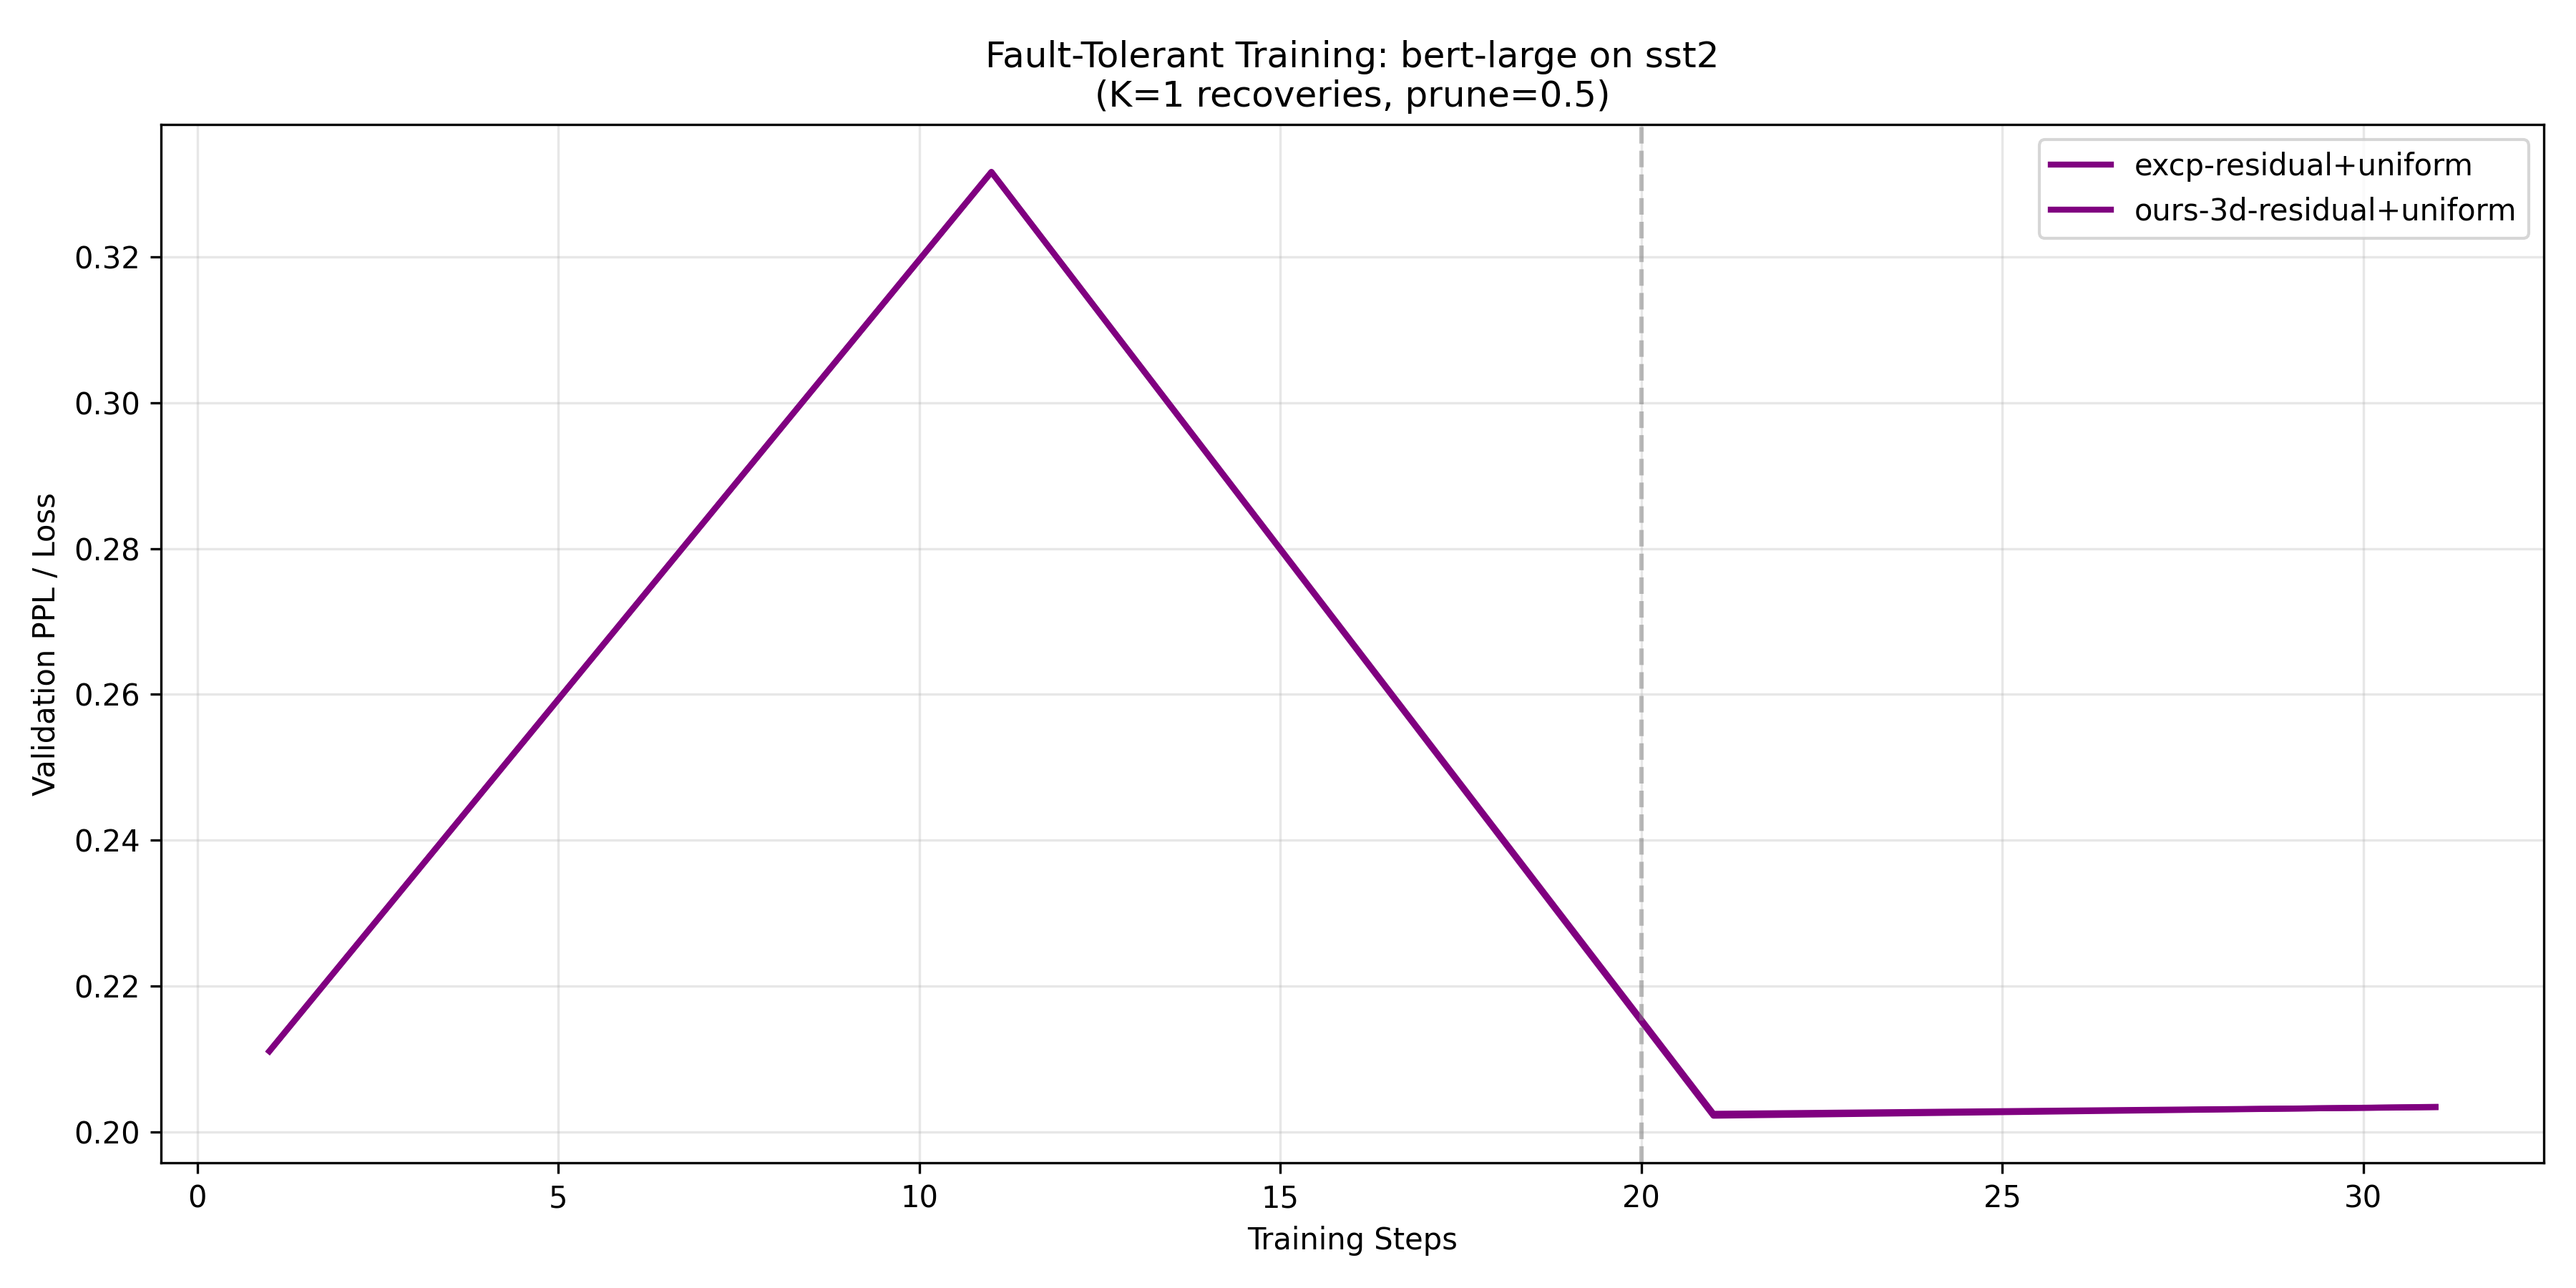 Fault-Tolerant Training: bert-large on sst2
(K=1 recoveries, prune=0.5)
excp-residual+uniform
ours-3d-residual+uniform
Validation PPL / Loss
0.32
0.30
0.28
0.26
0.24
0.22
0.20
0 5 10 15 20 25 30
Training Steps